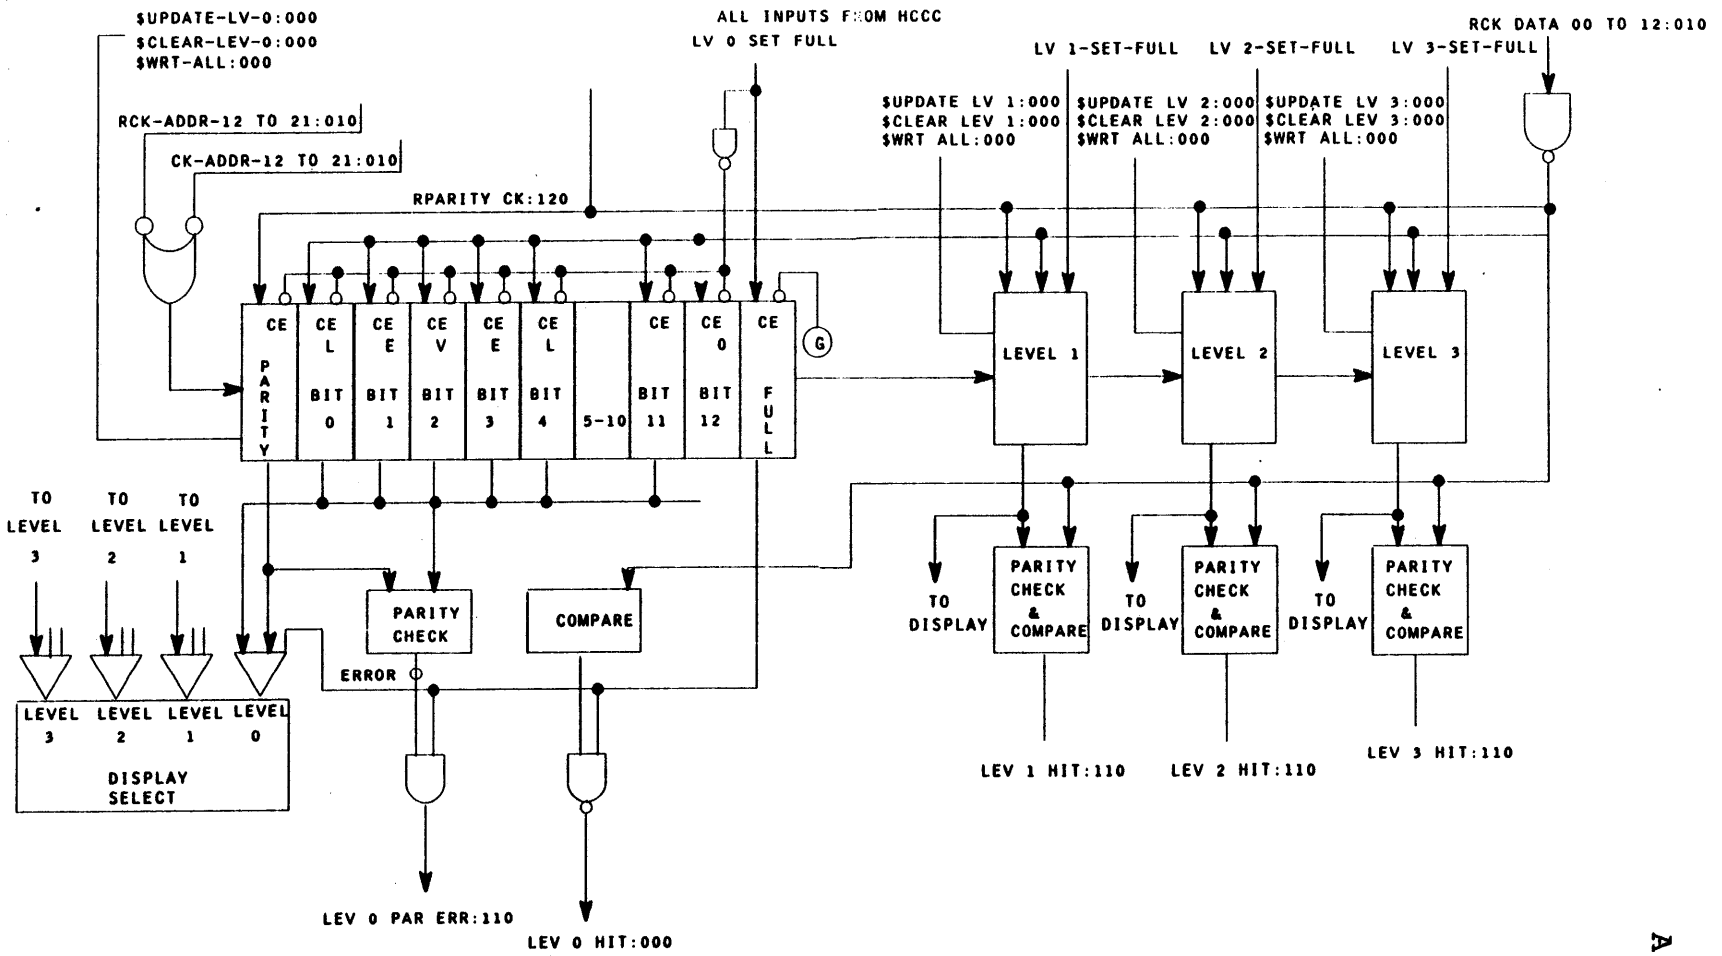 $UPDATE-LV-0:000
$CLEAR-LEV-0:000
$WRT-ALL:000
ALL INPUTS FROM HCCC
LV 0 SET FULL
RCK DATA 00 TO 12:010
LV 1-SET-FULL
LV 2-SET-FULL
LV 3-SET-FULL
$UPDATE LV 1:000
$CLEAR LEV 1:000
$WRT ALL:000
$UPDATE LV 2:000
$CLEAR LEV 2:000
$WRT ALL:000
$UPDATE LV 3:000
$CLEAR LEV 3:000
$WRT ALL:000
RCK-ADDR-12 TO 21:010
CK-ADDR-12 TO 21:010
RPARITY CK:120
CE
PARITY
CE
L
BIT
0
CE
E
BIT
1
CE
V
BIT
2
CE
E
BIT
3
CE
L
BIT
4
5-10
CE
BIT
11
CE
0
BIT
12
CE
FULL
G
LEVEL 1
LEVEL 2
LEVEL 3
TO
LEVEL
3
TO
LEVEL
2
TO
LEVEL
1
PARITY
CHECK
COMPARE
ERROR
TO
DISPLAY
PARITY
CHECK
&
COMPARE
TO
DISPLAY
PARITY
CHECK
&
COMPARE
TO
DISPLAY
PARITY
CHECK
&
COMPARE
LEVEL
3
LEVEL
2
LEVEL
1
LEVEL
0
DISPLAY
SELECT
LEV 1 HIT:110
LEV 2 HIT:110
LEV 3 HIT:110
LEV 0 PAR ERR:110
LEV 0 HIT:000
A